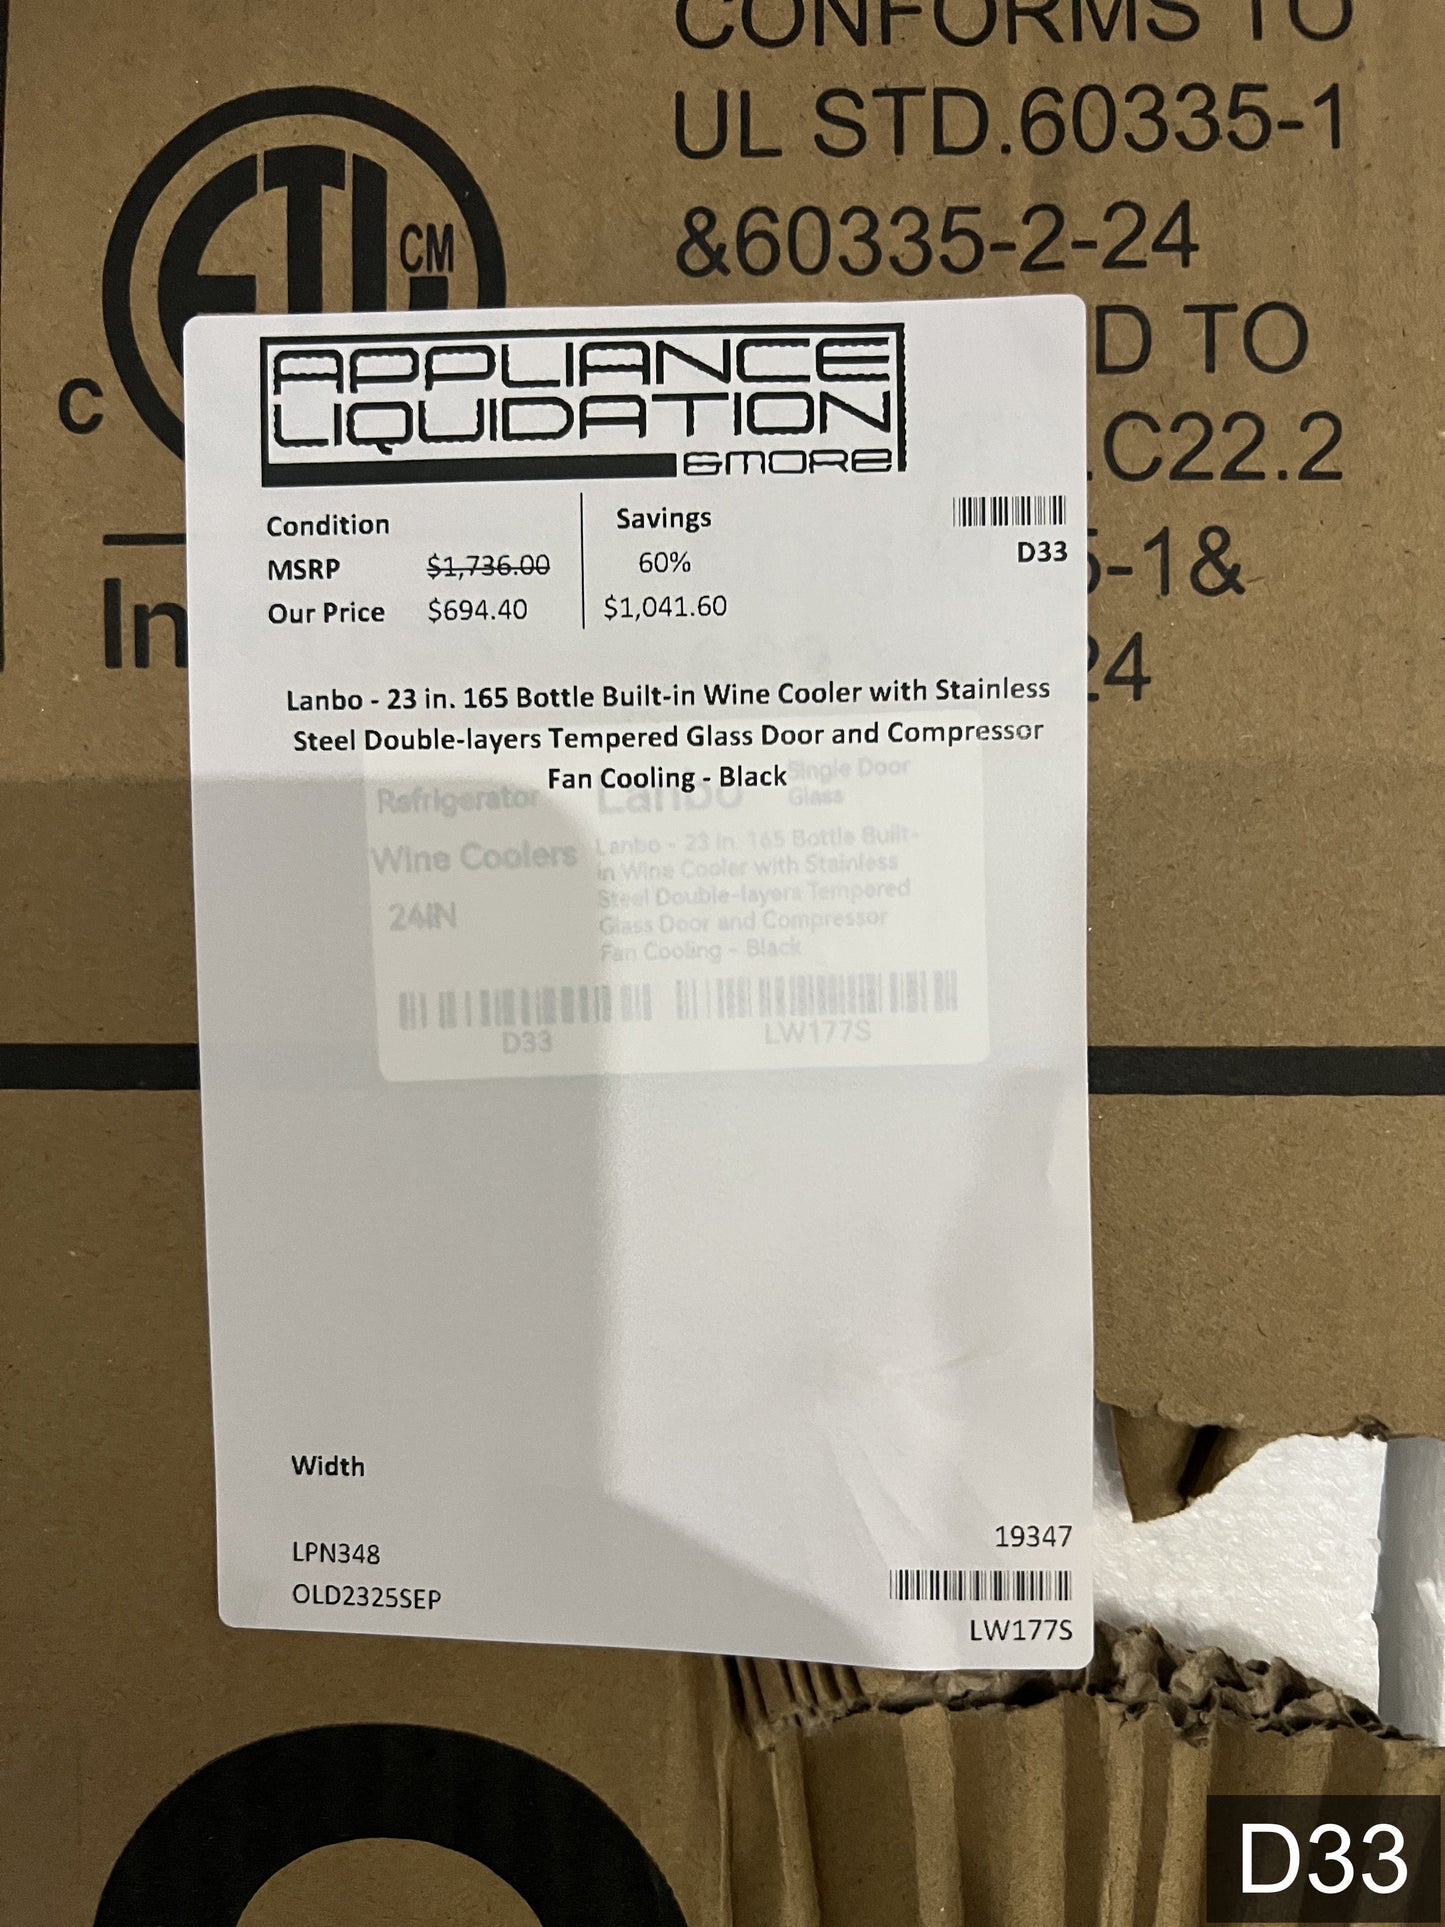 CONFORMS TO
UL STD.60335-1
&60335-2-24
D TO
.C22.2
-1&
24
ETL
CM
C
In
APPLIANCE
LIQUIDATION
&MORE
Condition
MSRP $1,736.00
Our Price $694.40
Savings
60%
$1,041.60
D33
Lanbo - 23 in. 165 Bottle Built-in Wine Cooler with Stainless
Steel Double-layers Tempered Glass Door and Compressor
Fan Cooling - Black
Refrigerator
Wine Coolers
24IN
Lanbo
Single Door
Glass
Lanbo - 23 in. 165 Bottle Built-
in Wine Cooler with Stainless
Steel Double-layers Tempered
Glass Door and Compressor
Fan Cooling - Black
D33
LW177S
Width
LPN348
OLD2325SEP
19347
LW177S
D33